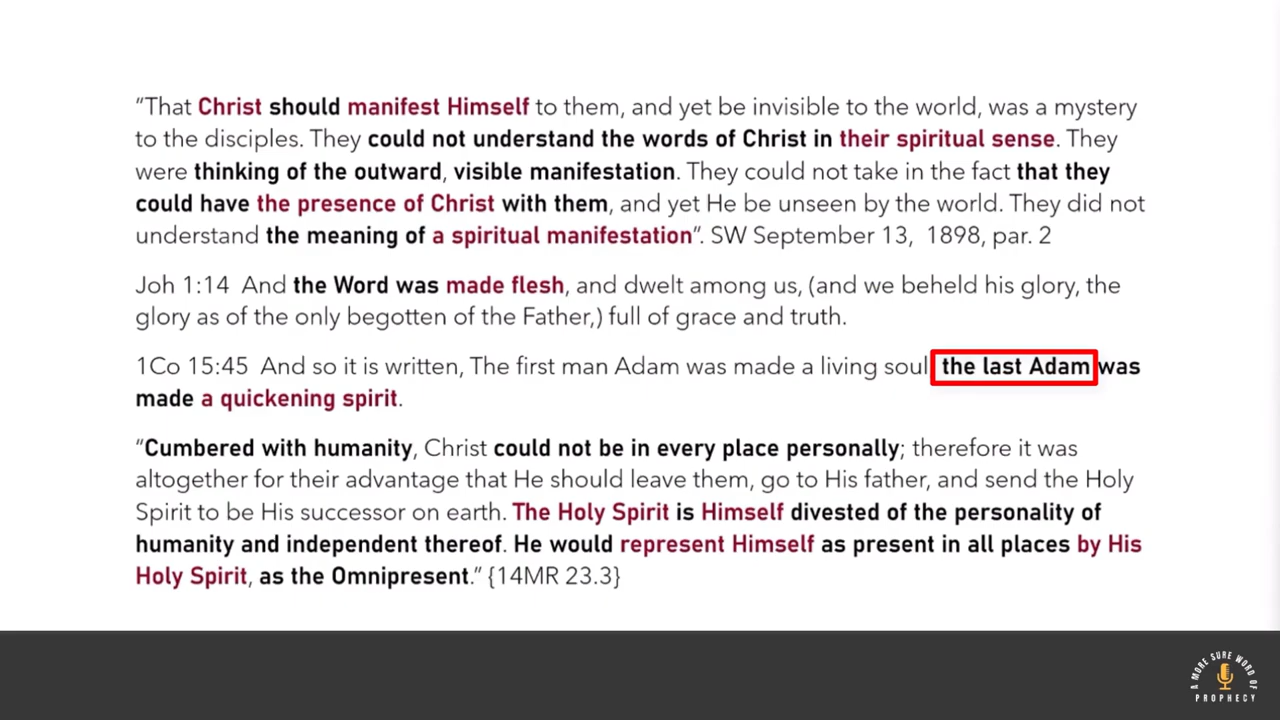 “That Christ should manifest Himself to them, and yet be invisible to the world, was a mystery
to the disciples. They could not understand the words of Christ in their spiritual sense. They
were thinking of the outward, visible manifestation. They could not take in the fact that they
could have the presence of Christ with them, and yet He be unseen by the world. They did not
understand the meaning of a spiritual manifestation”. SW September 13, 1898, par. 2
Joh 1:14 And the Word was made flesh, and dwelt among us, (and we beheld his glory, the
glory as of the only begotten of the Father,) full of grace and truth.
1Co 15:45 And so it is written, The first man Adam was made a living soul the last Adam was
made a quickening spirit.
“Cumbered with humanity, Christ could not be in every place personally; therefore it was
altogether for their advantage that He should leave them, go to His father, and send the Holy
Spirit to be His successor on earth. The Holy Spirit is Himself divested of the personality of
humanity and independent thereof. He would represent Himself as present in all places by His
Holy Spirit, as the Omnipresent.” {14MR 23.3}
A MORE SURE WORD OF
PROPHECY